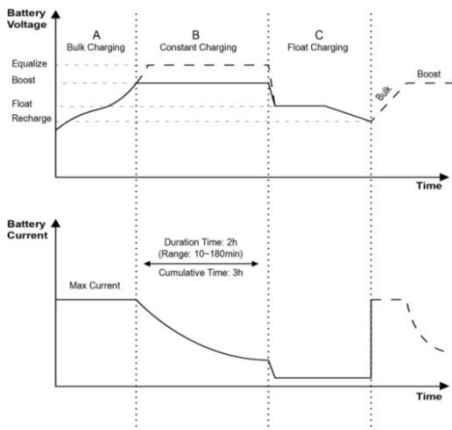 Battery
Voltage
A
B
C
Bulk Charging
Constant Charging
Float Charging
Equalize
Boost
Float
Recharge
Bulk
Boost
Time
Battery
Current
Duration Time: 2h
(Range: 10~180min)
Cumulative Time: 3h
Max Current
Time